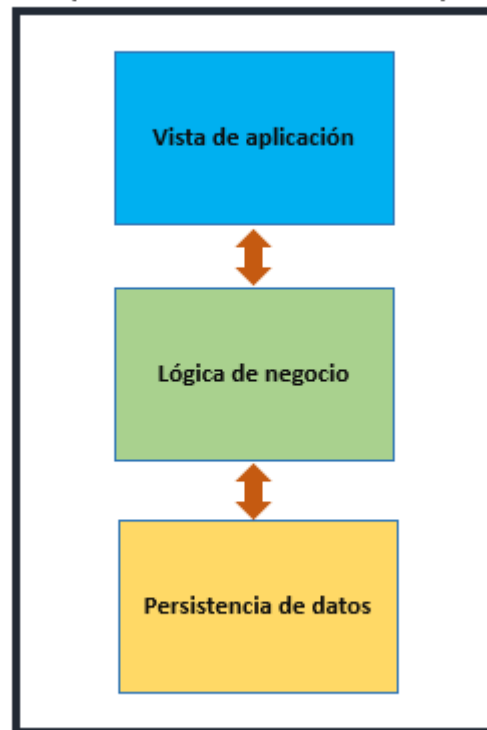 Vista de aplicación
Lógica de negocio
Persistencia de datos